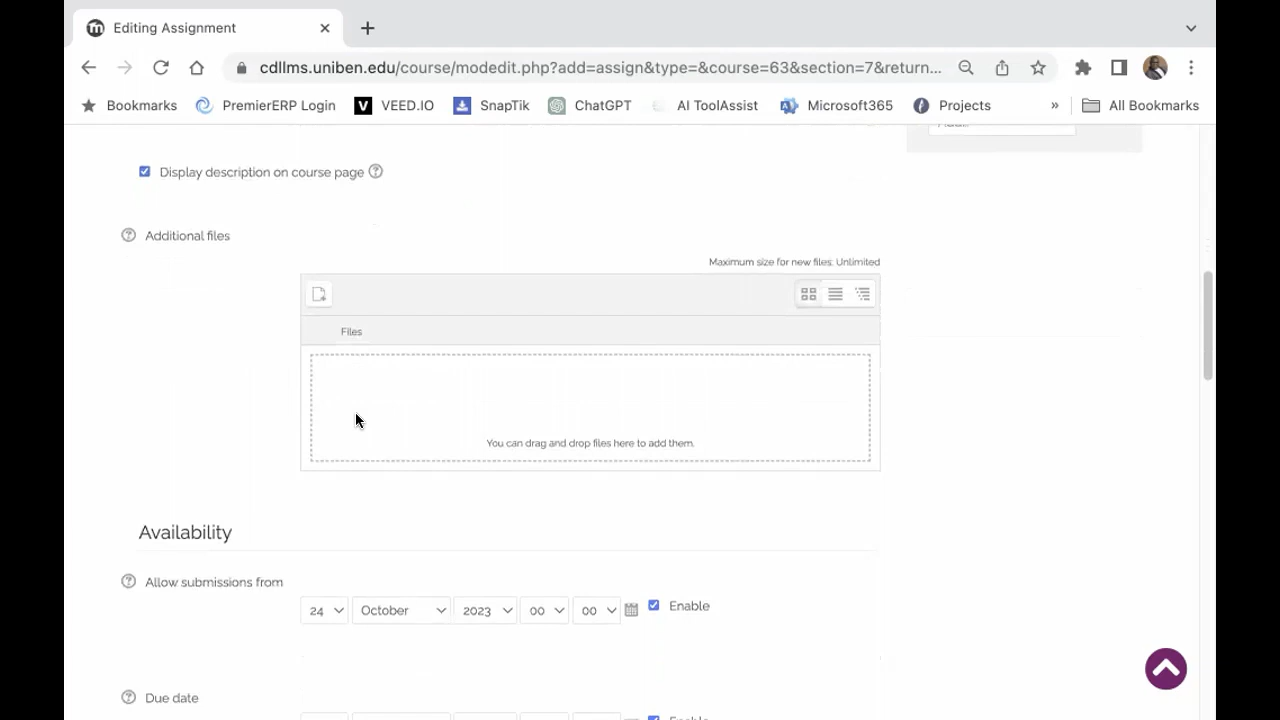 Editing Assignment
cdllms.uniben.edu/course/modedit.php?add=assign&type=&course=63&section=7&return...
Bookmarks PremierERP Login VEED.IO SnapTik ChatGPT AI ToolAssist Microsoft365 Projects » All Bookmarks
Display description on course page
Additional files
Maximum size for new files: Unlimited
Files
You can drag and drop files here to add them.
Availability
Allow submissions from
24 October 2023 00 00 Enable
Due date